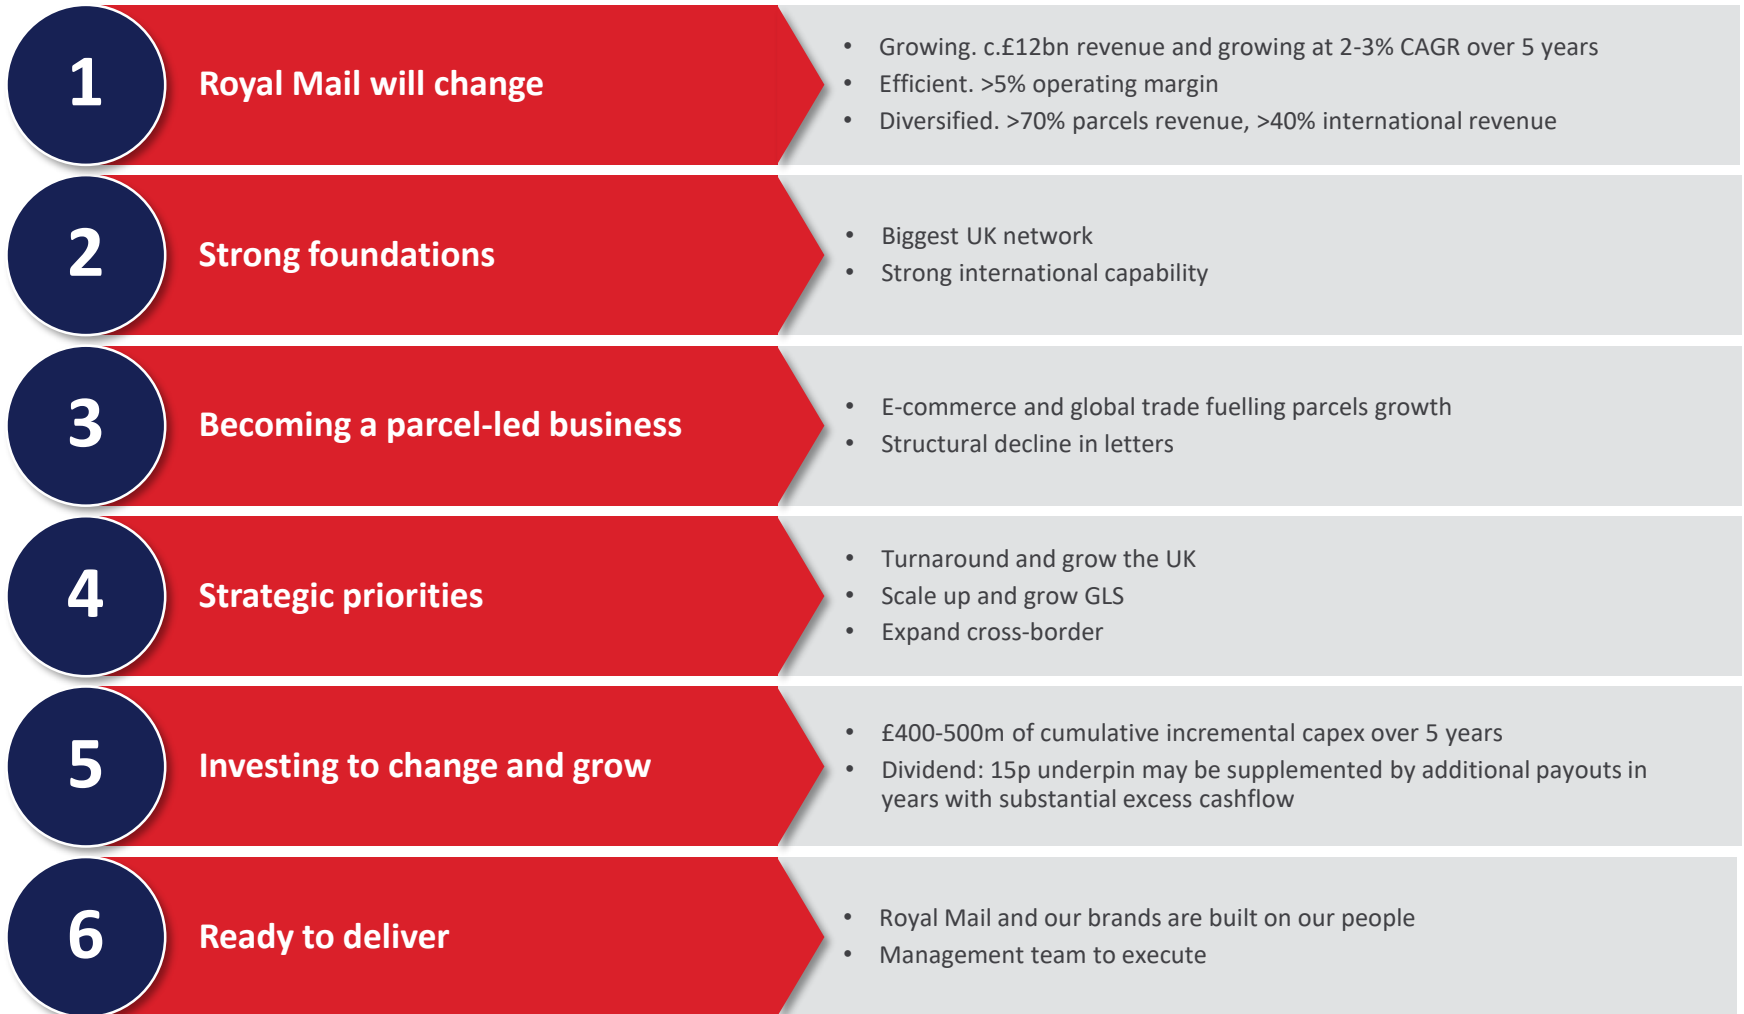 1
Royal Mail will change
• Growing. c.£12bn revenue and growing at 2-3% CAGR over 5 years
• Efficient. >5% operating margin
• Diversified. >70% parcels revenue, >40% international revenue
2
Strong foundations
• Biggest UK network
• Strong international capability
3
Becoming a parcel-led business
• E-commerce and global trade fuelling parcels growth
• Structural decline in letters
4
Strategic priorities
• Turnaround and grow the UK
• Scale up and grow GLS
• Expand cross-border
5
Investing to change and grow
• £400-500m of cumulative incremental capex over 5 years
• Dividend: 15p underpin may be supplemented by additional payouts in
years with substantial excess cashflow
6
Ready to deliver
• Royal Mail and our brands are built on our people
• Management team to execute